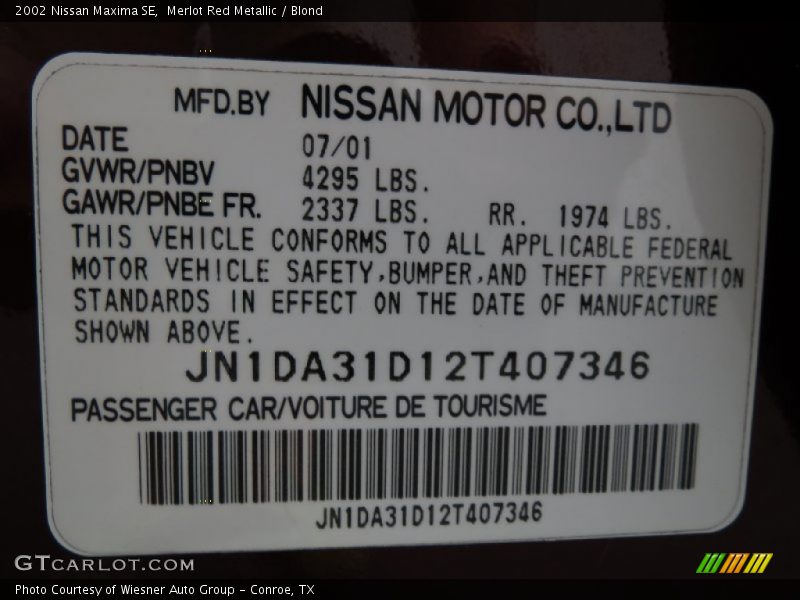 2002 Nissan Maxima SE,  Merlot Red Metallic / Blond
MFD.BY NISSAN MOTOR CO.,LTD
DATE 07/01
GVWR/PNBV 4295 LBS.
GAWR/PNBE FR. 2337 LBS. RR. 1974 LBS.
THIS VEHICLE CONFORMS TO ALL APPLICABLE FEDERAL
MOTOR VEHICLE SAFETY,BUMPER,AND THEFT PREVENTION
STANDARDS IN EFFECT ON THE DATE OF MANUFACTURE
SHOWN ABOVE.
JN1DA31D12T407346
PASSENGER CAR/VOITURE DE TOURISME
JN1DA31D12T407346
GTCARLOT.COM
Photo Courtesy of Wiesner Auto Group - Conroe, TX